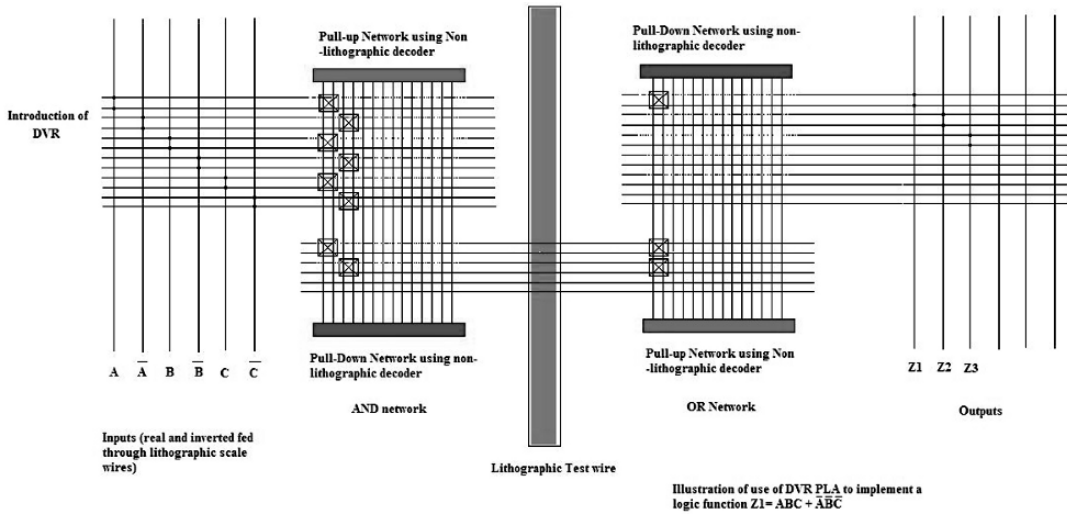 Pull-up Network using Non
-lithographic decoder
Pull-Down Network using non-
lithographic decoder
Introduction of
DVR
A A̅ B B̅ C C̅
Pull-Down Network using non-
lithographic decoder
Pull-up Network using Non
-lithographic decoder
Z1 Z2 Z3
AND network
OR Network
Outputs
Inputs (real and inverted fed
through lithographic scale
wires)
Lithographic Test wire
Illustration of use of DVR PLA to implement a
logic function Z1= ABC + A̅B̅C̅